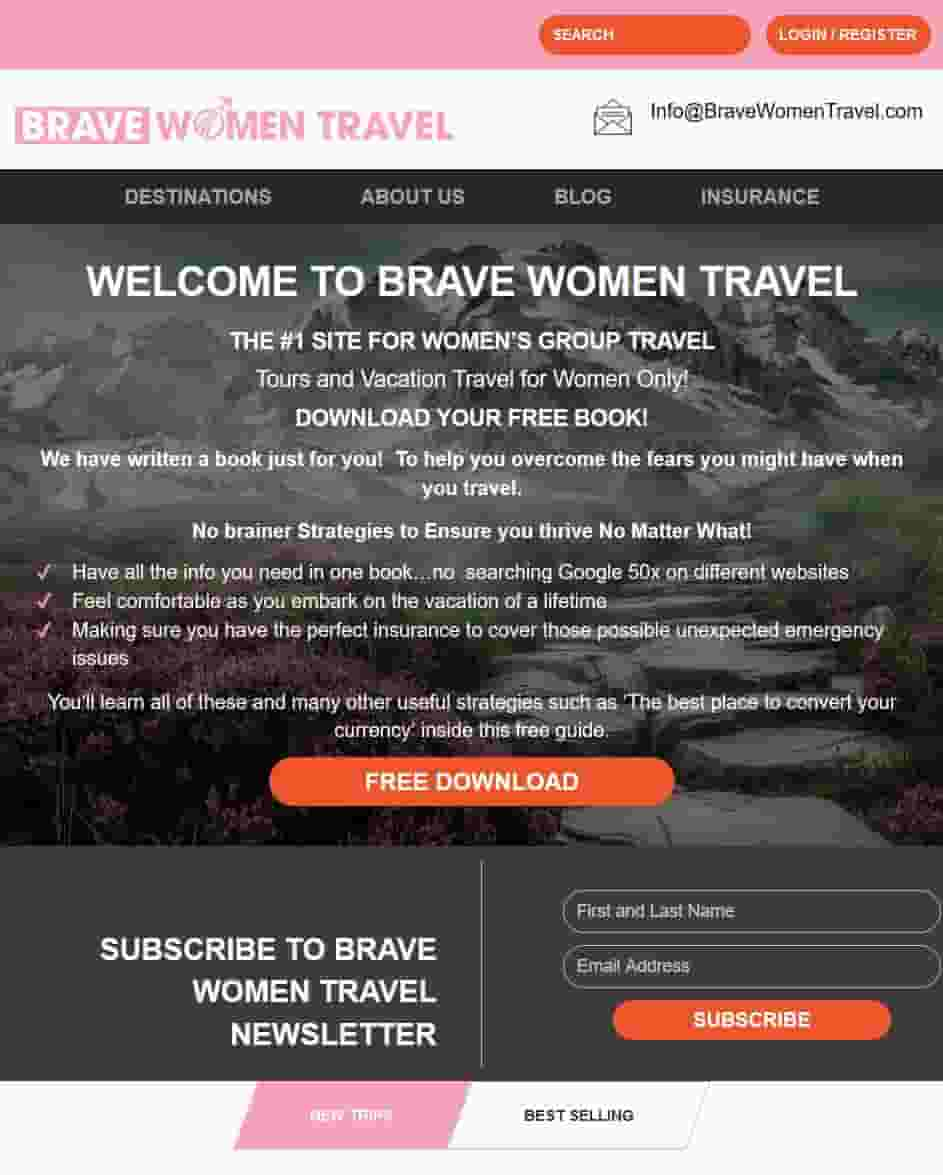 SEARCH
LOGIN / REGISTER
BRAVE WOMEN TRAVEL
Info@BraveWomenTravel.com
DESTINATIONS
ABOUT US
BLOG
INSURANCE
WELCOME TO BRAVE WOMEN TRAVEL
THE #1 SITE FOR WOMEN'S GROUP TRAVEL
Tours and Vacation Travel for Women Only!
DOWNLOAD YOUR FREE BOOK!
We have written a book just for you!  To help you overcome the fears you might have when
you travel.
No brainer Strategies to Ensure you thrive No Matter What!
✓ Have all the info you need in one book...no  searching Google 50x on different websites
✓ Feel comfortable as you embark on the vacation of a lifetime
✓ Making sure you have the perfect insurance to cover those possible unexpected emergency
issues
You'll learn all of these and many other useful strategies such as 'The best place to convert your
currency' inside this free guide.
FREE DOWNLOAD
SUBSCRIBE TO BRAVE
WOMEN TRAVEL
NEWSLETTER
First and Last Name
Email Address
SUBSCRIBE
NEW TRIPS
BEST SELLING